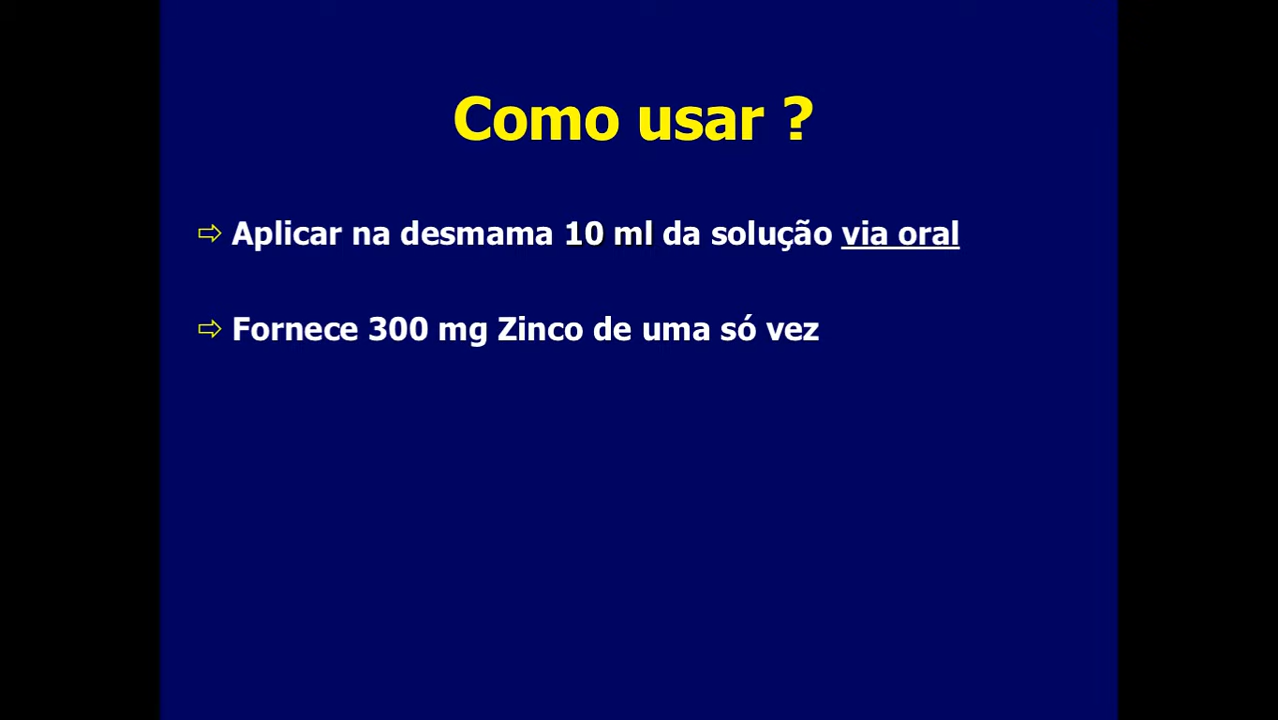 Como usar ?
⇨ Aplicar na desmama 10 ml da solução via oral
⇨ Fornece 300 mg Zinco de uma só vez